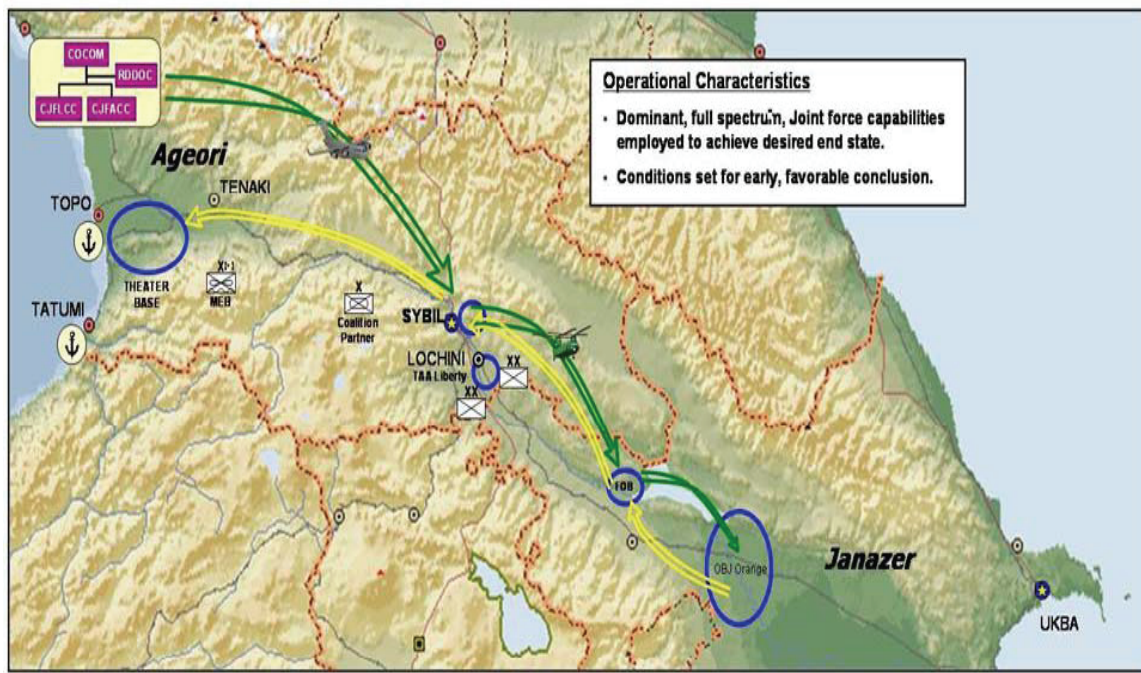 COCOM
RDDOC
CJFLCC
CJFACC
Operational Characteristics
• Dominant, full spectrum, Joint force capabilities
employed to achieve desired end state.
• Conditions set for early, favorable conclusion.
Ageori
TENAKI
TOPO
THEATER
BASE
MEB
X
Coalition
Partner
TATUMI
SYBIL
LOCHINI
TAA Liberty
XX
XX
FOB
OBJ Orange
Janazer
UKBA